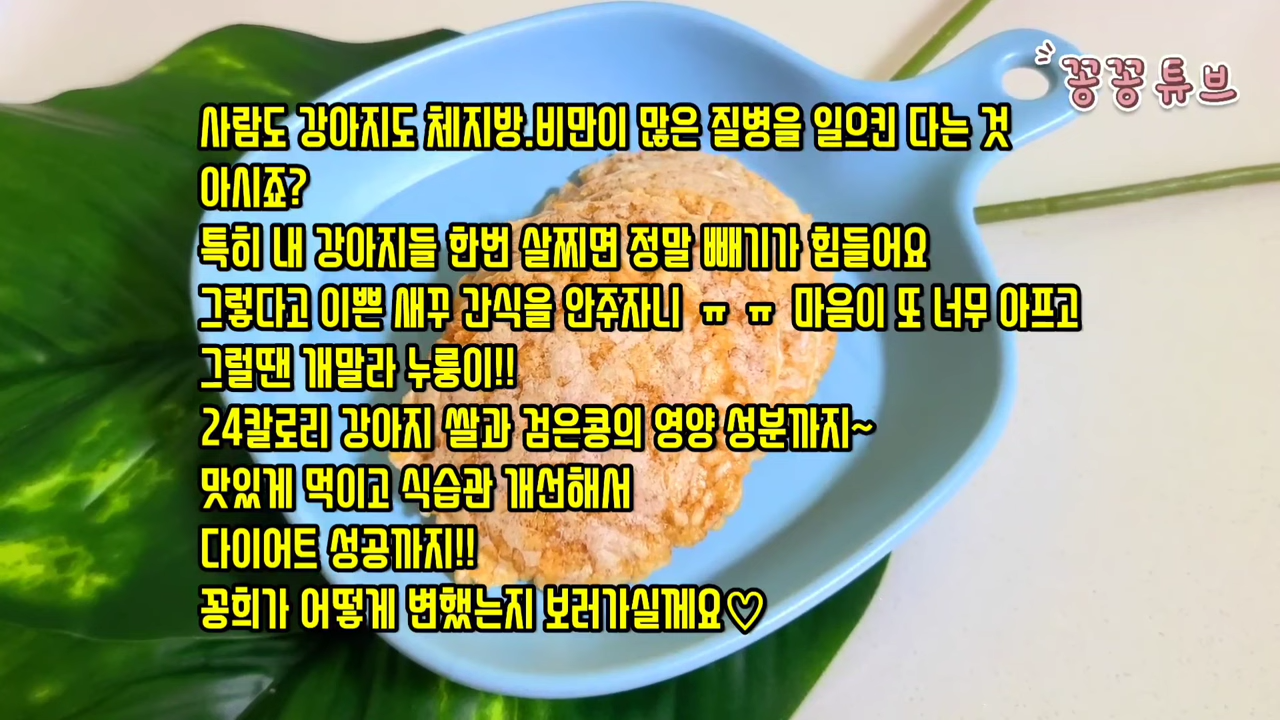 꽁꽁튜브
사람도 강아지도 체지방.비만이 많은 질병을 일으킨 다는 것
아시죠?
특히 내 강아지들 한번 살찌면 정말 빼기가 힘들어요
그렇다고 이쁜 새꾸 간식을 안주자니 ㅠ ㅠ 마음이 또 너무 아프고
그럴땐 개말라 누룽이!!
24칼로리 강아지 쌀과 검은콩의 영양 성분까지~
맛있게 먹이고 식습관 개선해서
다이어트 성공까지!!
꽁희가 어떻게 변했는지 보러가실께요♡